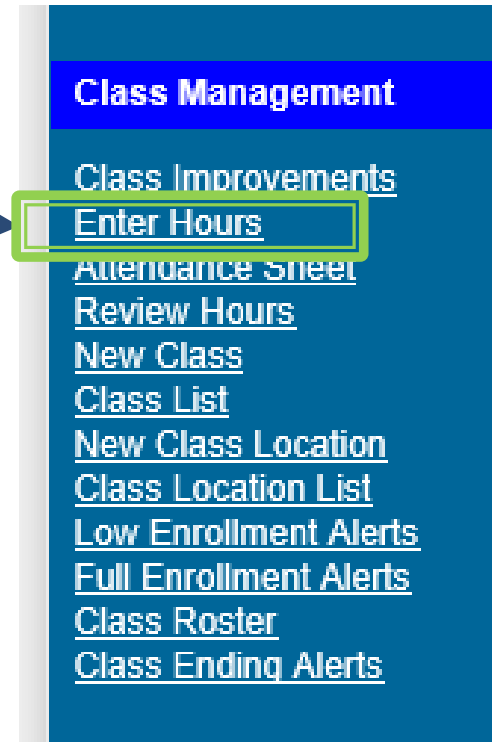 Class Management
Class Improvements
Enter Hours
Attendance Sheet
Review Hours
New Class
Class List
New Class Location
Class Location List
Low Enrollment Alerts
Full Enrollment Alerts
Class Roster
Class Ending Alerts